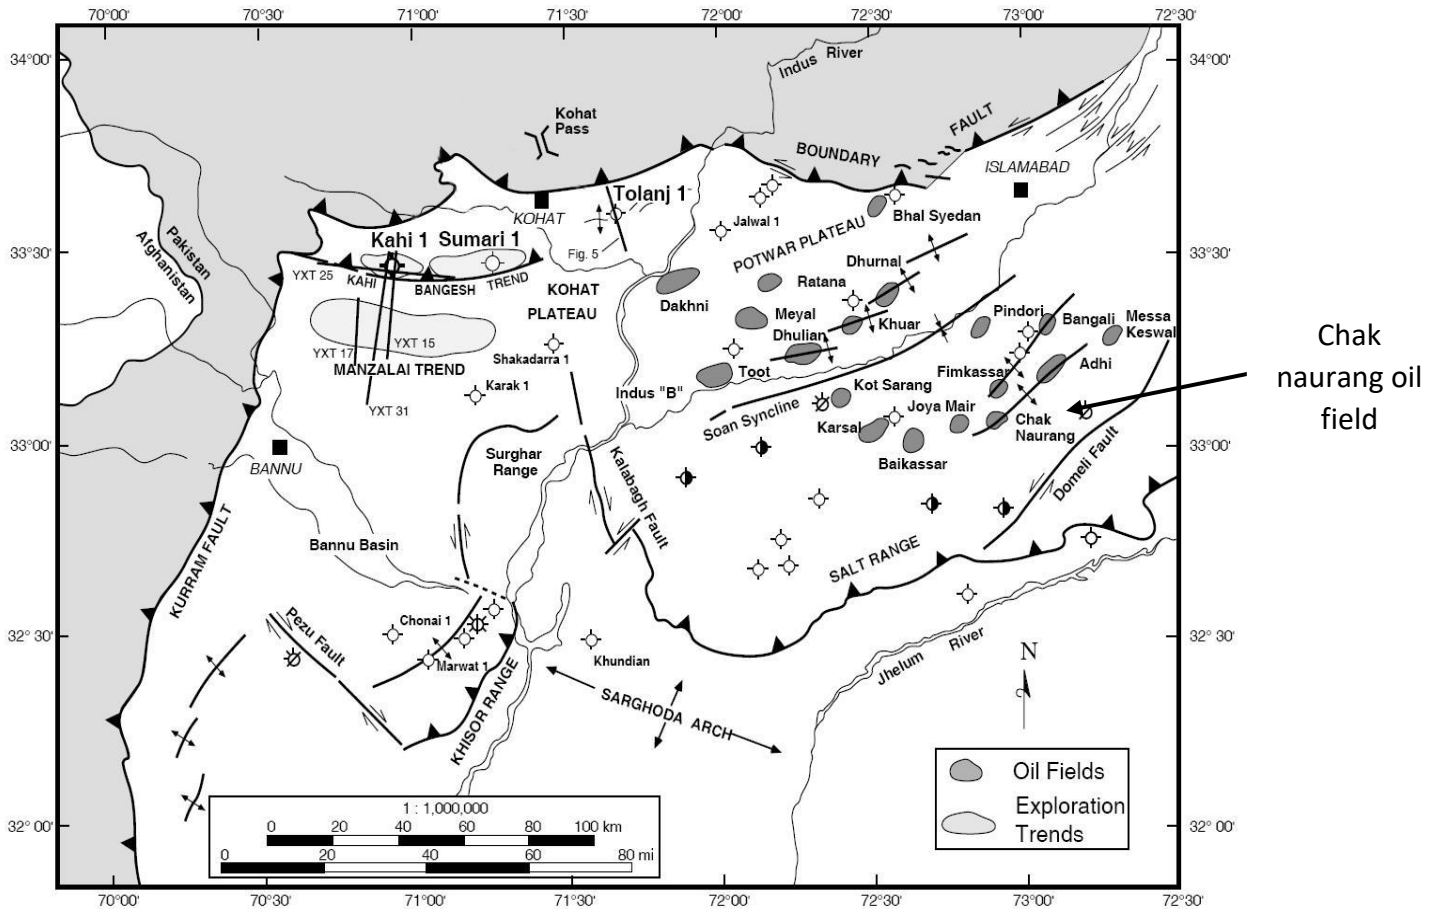 70°00'
70°30'
71°00'
71°30'
72°00'
72°30'
73°00'
72°30'
34°00'
34°00'
Indus River
Kohat
Pass
BOUNDARY
FAULT
ISLAMABAD
KOHAT
Tolanj 1
Jalwal 1
Bhal Syedan
POTWAR PLATEAU
Pakistan
Afghanistan
33°50'
33°50'
Kahi 1
Sumari 1
Fig. 5
YXT 25
KAHI
BANGESH
TREND
KOHAT
PLATEAU
Dakhni
Ratana
Dhurnal
Meyal
Dhulian
Khuar
Pindori
Bangali
Messa
Keswal
YXT 17
YXT 15
MANZALAI TREND
YXT 31
Shakadarra 1
Karak 1
Indus "B"
Toot
Soan Syncline
Kot Sarang
Fimkassar
Adhi
Karsal
Joya Mair
Chak
Naurang
Baikassar
Chak
naurang oil
field
33°00'
33°00'
BANNU
Surghar
Range
Kalabagh Fault
Domeli Fault
Bannu Basin
KURRAM FAULT
SALT RANGE
32° 50'
32° 50'
Pezu Fault
Chonai 1
Marwat 1
Khundian
KHISOR RANGE
SARGHODA ARCH
Jhelum River
N
Oil Fields
Exploration
Trends
32° 00'
32° 00'
1 : 1,000,000
0 20 40 60 80 100 km
0 20 40 60 80 mi
70°00'
70°30'
71°00'
71°30'
72°00'
72°30'
73°00'
72°50'